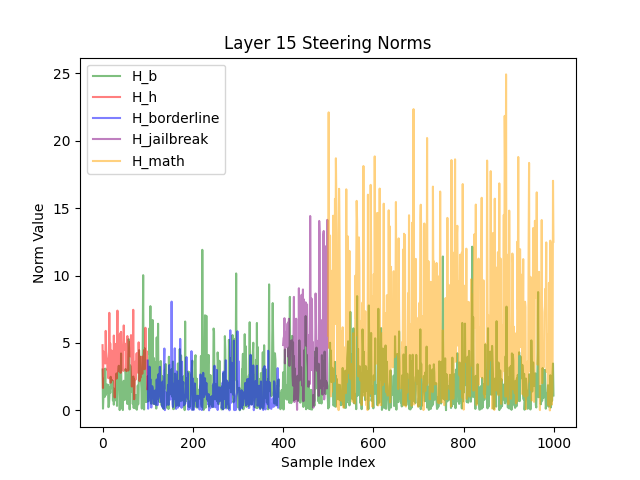 Layer 15 Steering Norms
H_b
H_h
H_borderline
H_jailbreak
H_math
Norm Value
25
20
15
10
5
0
0
200
400
600
800
1000
Sample Index